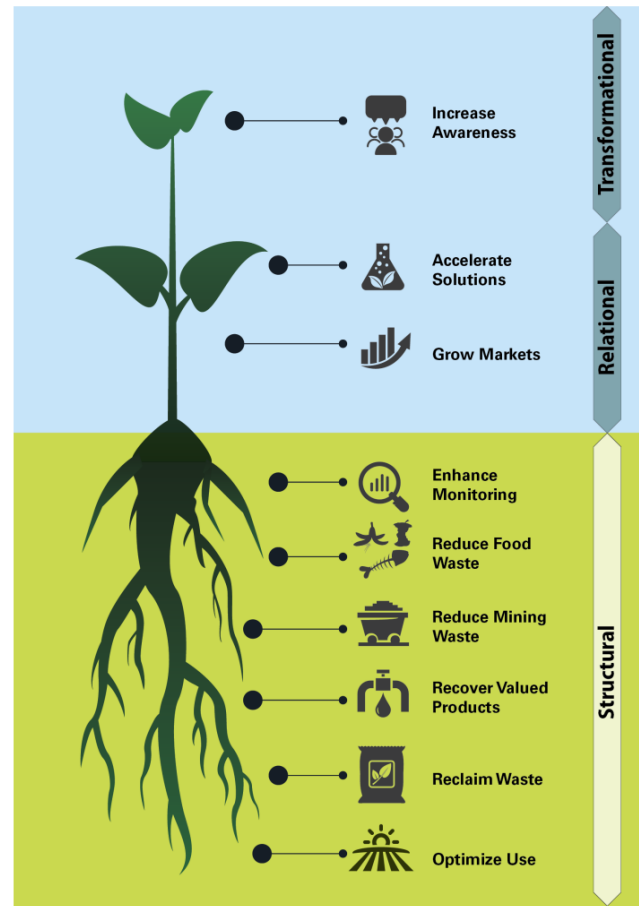 Increase
Awareness
Transformational
Accelerate
Solutions
Grow Markets
Relational
Enhance
Monitoring
Reduce Food
Waste
Reduce Mining
Waste
Recover Valued
Products
Reclaim Waste
Optimize Use
Structural